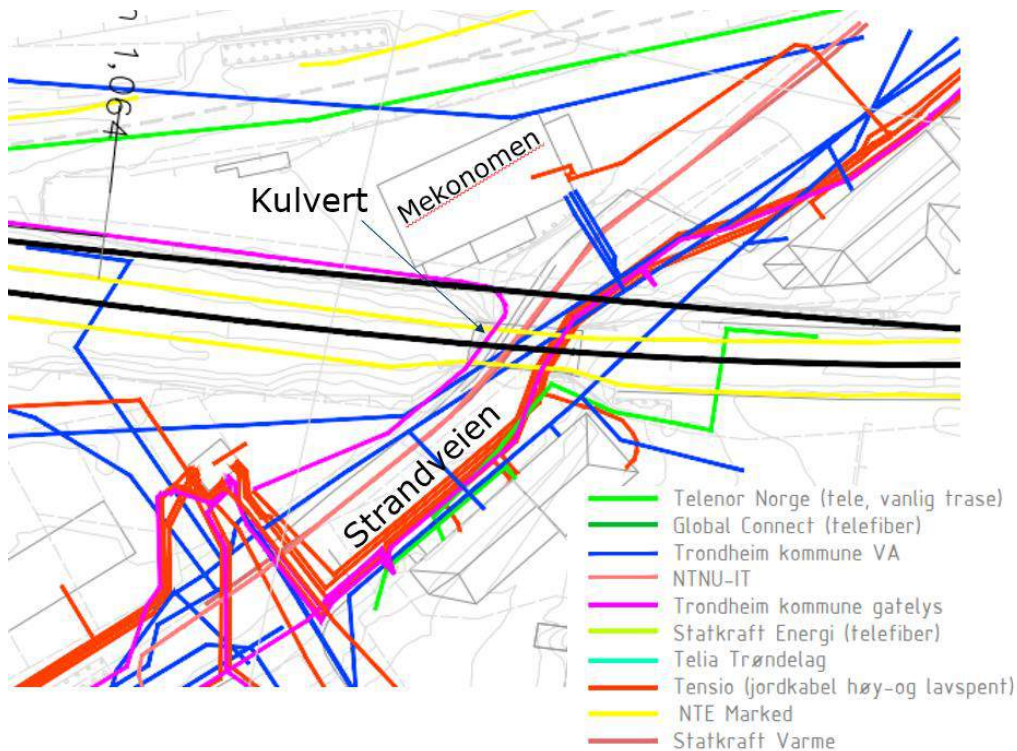 1,064
Mekonomen
Kulvert
Strandveien
Telenor Norge (tele, vanlig trase)
Global Connect (telefiber)
Trondheim kommune VA
NTNU-IT
Trondheim kommune gatelys
Statkraft Energi (telefiber)
Telia Trøndelag
Tensio (jordkabel høy-og lavspent)
NTE Marked
Statkraft Varme